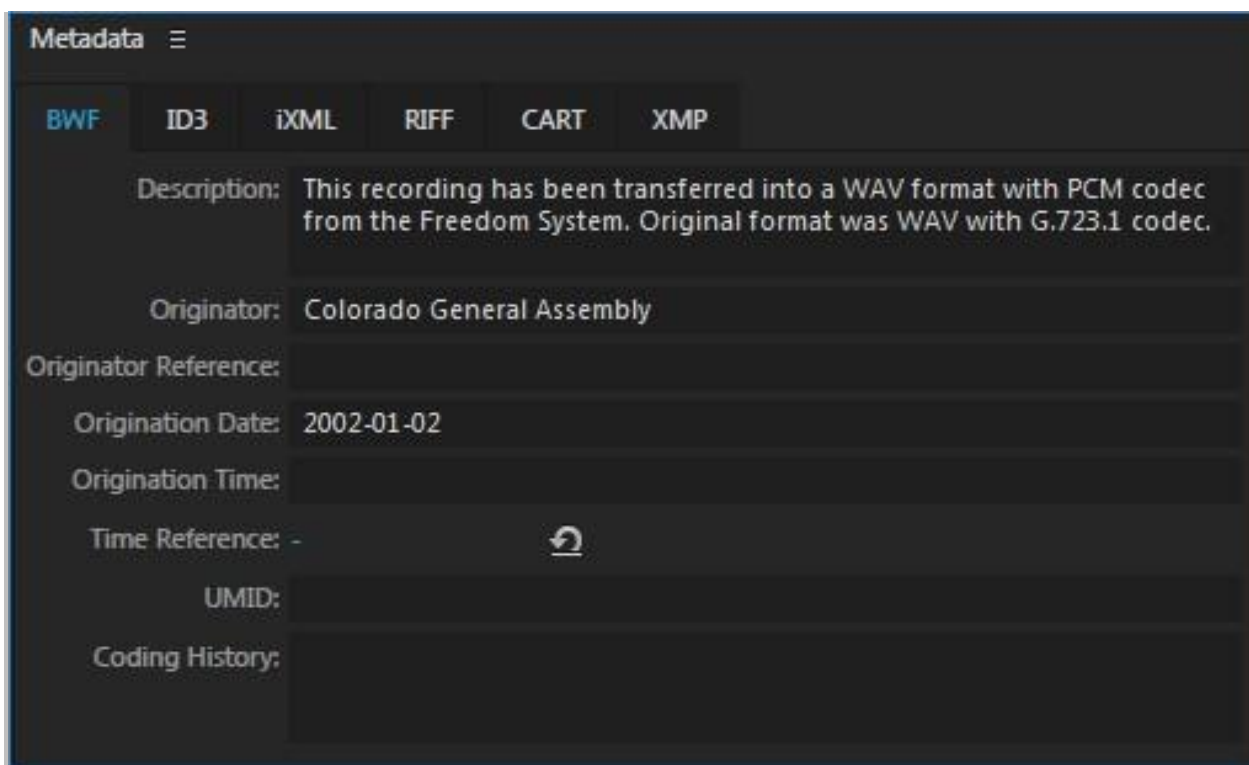 Metadata
BWF ID3 iXML RIFF CART XMP
Description: This recording has been transferred into a WAV format with PCM codec
from the Freedom System. Original format was WAV with G.723.1 codec.
Originator: Colorado General Assembly
Originator Reference:
Origination Date: 2002-01-02
Origination Time:
Time Reference: -
UMID:
Coding History: